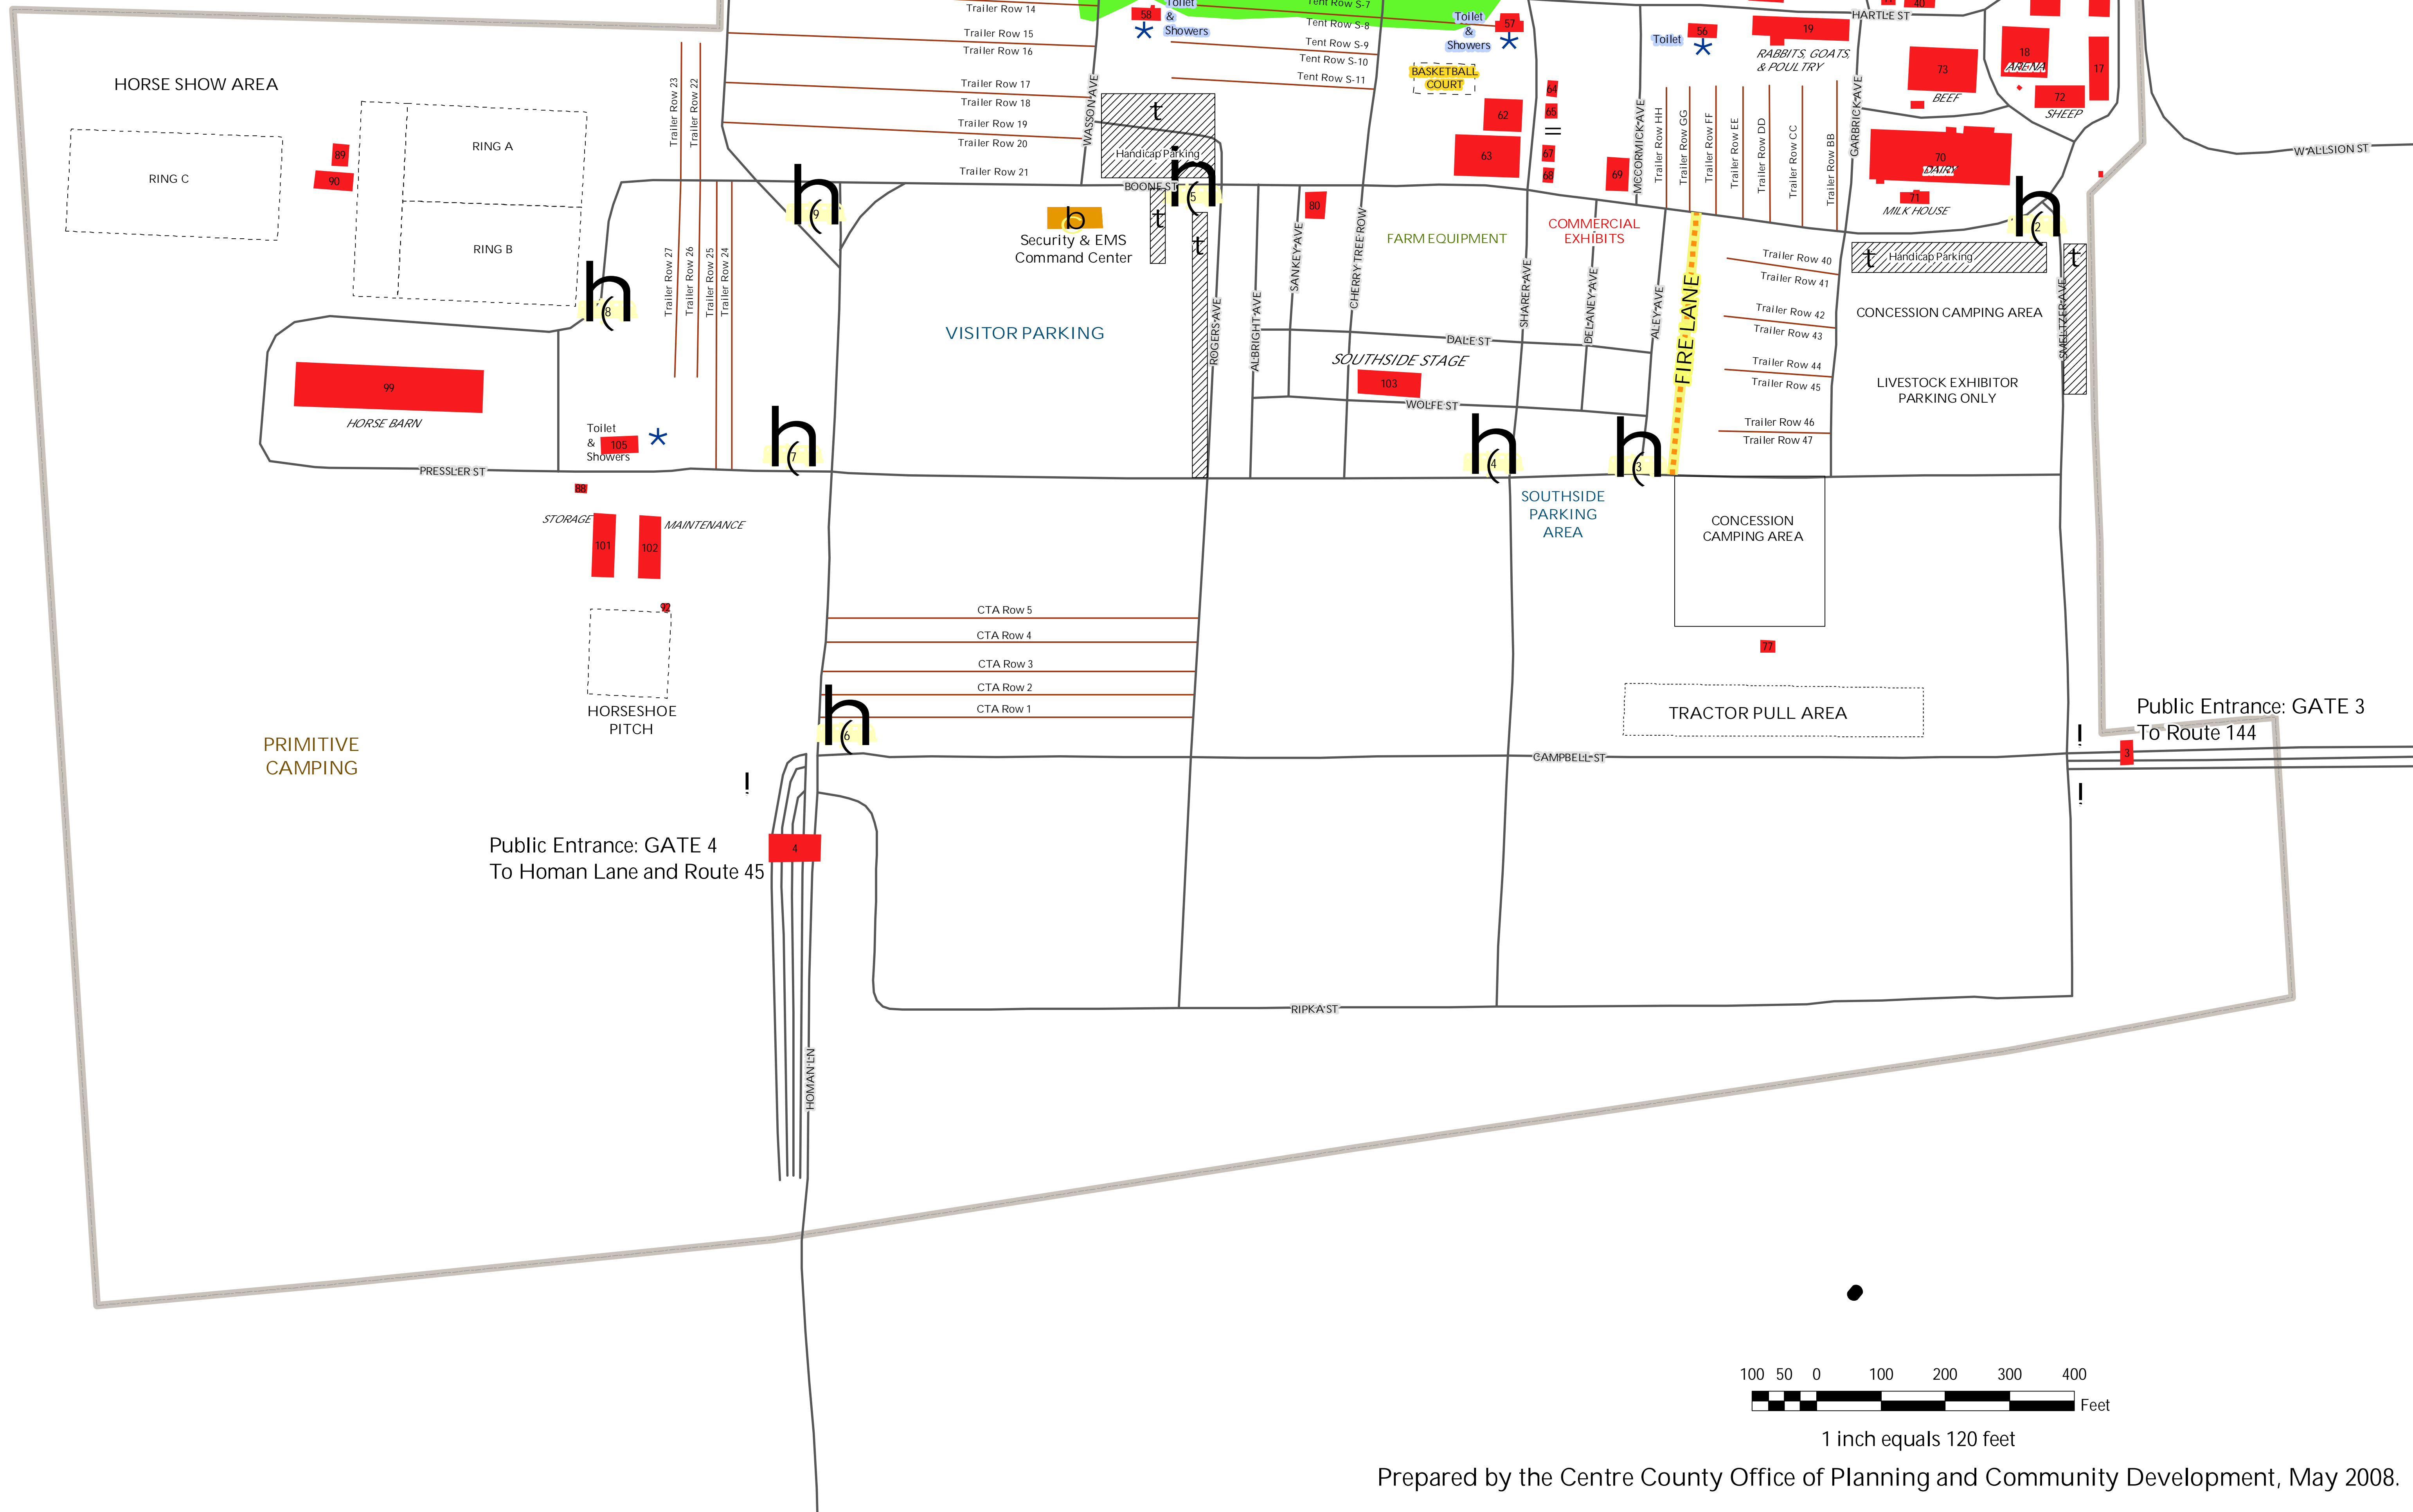 Trailer Row 14
58
Toilet
&
Showers
Tent Row S-7
Tent Row S-8
Toilet
&
Showers
57
Toilet
56
19
HARTLE ST
40
HORSE SHOW AREA
Trailer Row 23
Trailer Row 22
Trailer Row 15
Trailer Row 16
Tent Row S-9
Tent Row S-10
Tent Row S-11
BASKETBALL
COURT
RABBITS, GOATS,
& POULTRY
73
BEEF
18
ARENA
17
72
SHEEP
Trailer Row 17
Trailer Row 18
WASSON AVE
t
64
65
62
63
67
68
69
MCCORMICK AVE
Trailer Row HH
Trailer Row GG
Trailer Row FF
Trailer Row EE
Trailer Row DD
Trailer Row CC
Trailer Row BB
GARBRICK AVE
Trailer Row 19
Trailer Row 20
Trailer Row 21
Handicap Parking
70
DAIRY
71
MILK HOUSE
W ALLSION ST
RING A
RING B
RING C
89
90
BOONE ST
h
9
h
5
h
2
h
8
b
Security & EMS
Command Center
t
t
80
SANKEY AVE
CHERRY TREE ROW
FARM EQUIPMENT
COMMERCIAL
EXHIBITS
t
Handicap Parking
t
Trailer Row 27
Trailer Row 26
Trailer Row 25
Trailer Row 24
VISITOR PARKING
ROGERS AVE
ALBRIGHT AVE
SHARER AVE
DELANEY AVE
ALEY AVE
FIRE LANE
Trailer Row 40
Trailer Row 41
Trailer Row 42
Trailer Row 43
Trailer Row 44
Trailer Row 45
Trailer Row 46
Trailer Row 47
CONCESSION CAMPING AREA
SMELTZER AVE
LIVESTOCK EXHIBITOR
PARKING ONLY
DALE ST
SOUTHSIDE STAGE
103
WOLFE ST
99
HORSE BARN
Toilet
&
Showers
105
PRESSLER ST
h
7
h
4
h
3
88
STORAGE
101
102
MAINTENANCE
92
SOUTHSIDE
PARKING
AREA
CONCESSION
CAMPING AREA
CTA Row 5
CTA Row 4
CTA Row 3
CTA Row 2
CTA Row 1
77
TRACTOR PULL AREA
HORSESHOE
PITCH
PRIMITIVE
CAMPING
h
6
!
CAMPBELL ST
!
!
Public Entrance: GATE 3
To Route 144
3
Public Entrance: GATE 4
To Homan Lane and Route 45
4
RIPKA ST
HOMAN LN
100 50 0 100 200 300 400
Feet
1 inch equals 120 feet
Prepared by the Centre County Office of Planning and Community Development, May 2008.